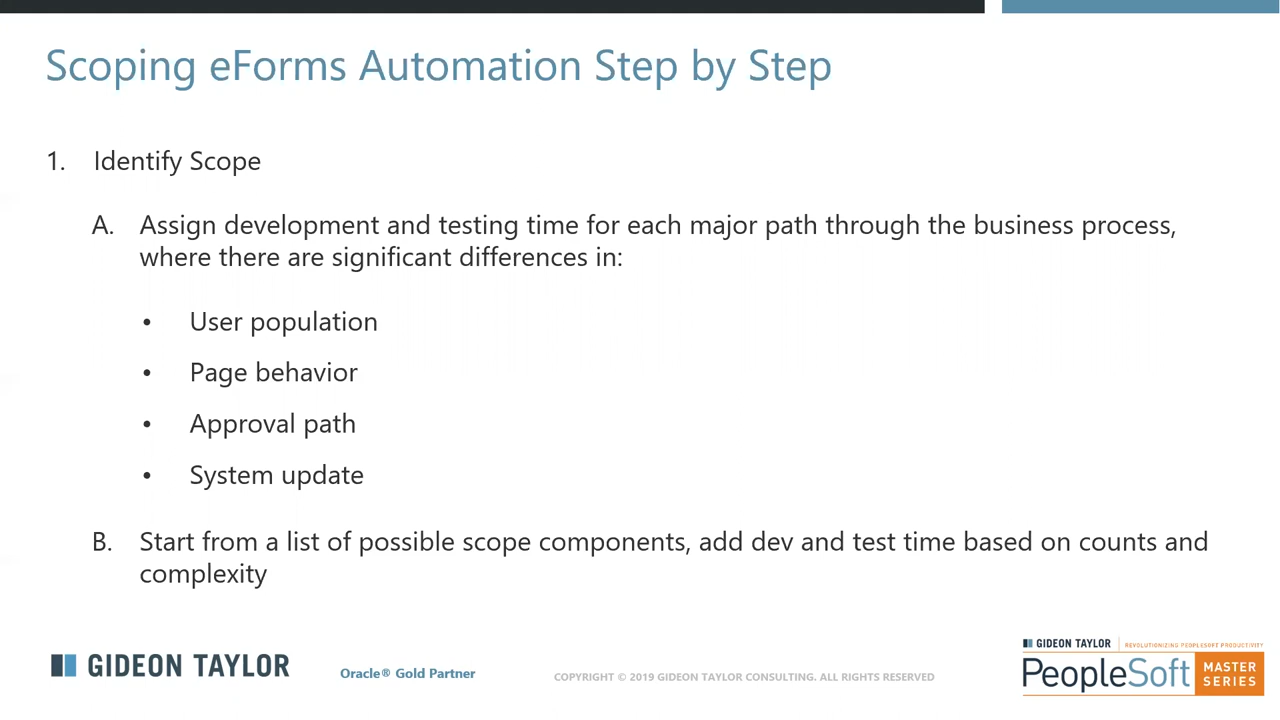 Scoping eForms Automation Step by Step
1. Identify Scope
A. Assign development and testing time for each major path through the business process,
where there are significant differences in:
• User population
• Page behavior
• Approval path
• System update
B. Start from a list of possible scope components, add dev and test time based on counts and
complexity
GIDEON TAYLOR
Oracle® Gold Partner
COPYRIGHT © 2019 GIDEON TAYLOR CONSULTING. ALL RIGHTS RESERVED
GIDEON TAYLOR
REVOLUTIONIZING PEOPLESOFT PRODUCTIVITY
PeopleSoft
MASTER
SERIES